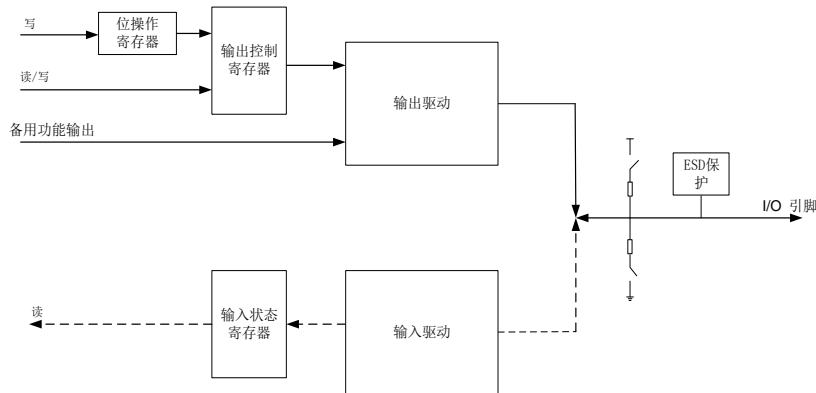 写
位操作
寄存器
读/写
输出控制
寄存器
备用功能输出
输出驱动
ESD保
护
I/O 引脚
读
输入状态
寄存器
输入驱动